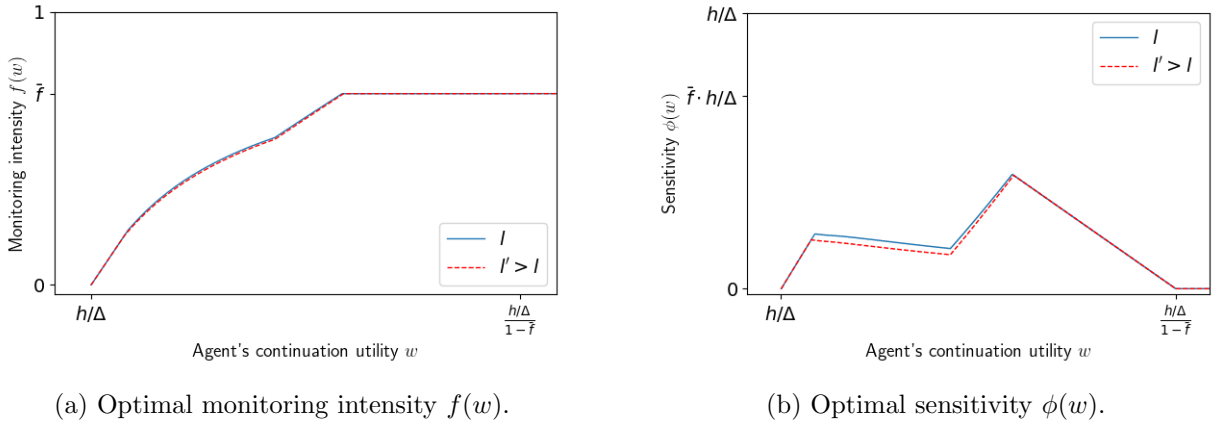 1
f̄
0
Monitoring intensity f(w)
l
l′ > l
h/Δ
h/Δ
1−f̄
Agent's continuation utility w
(a) Optimal monitoring intensity f(w).
h/Δ
f̄ · h/Δ
0
Sensitivity ϕ(w)
l
l′ > l
h/Δ
h/Δ
1−f̄
Agent's continuation utility w
(b) Optimal sensitivity ϕ(w).